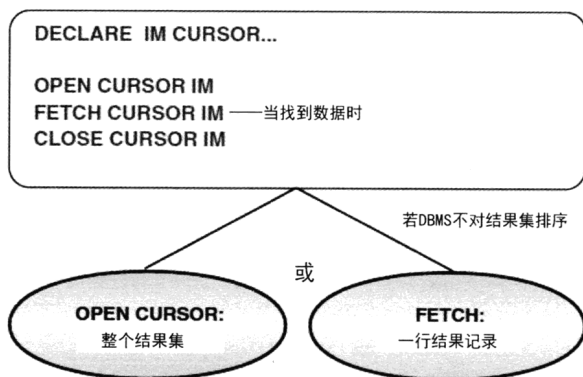 DECLARE IM CURSOR...
OPEN CURSOR IM
FETCH CURSOR IM——当找到数据时
CLOSE CURSOR IM
若DBMS不对结果集排序
或
OPEN CURSOR:
整个结果集
FETCH:
一行结果记录